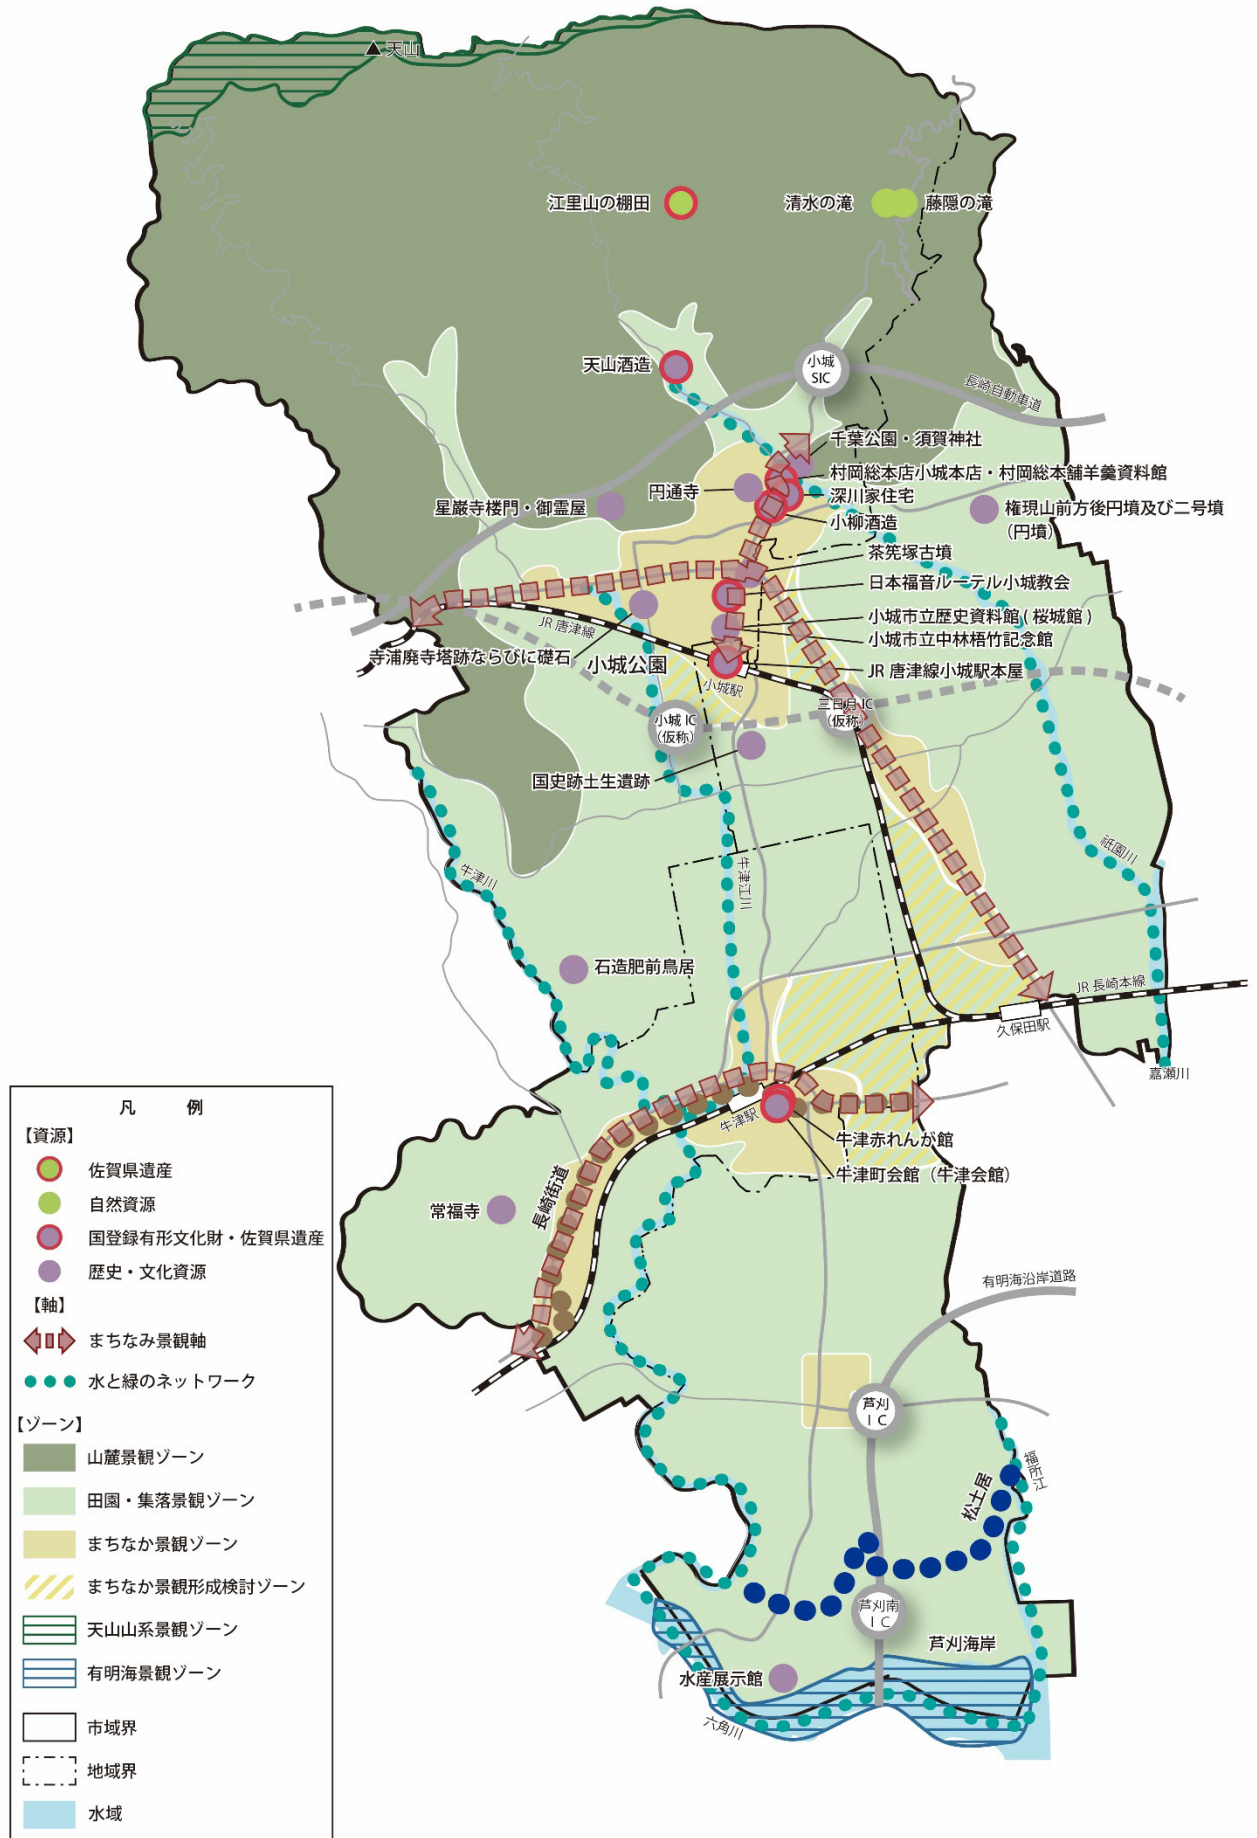 ▲天山
江里山の棚田
清水の滝
藤隠の滝
天山酒造
小城
SIC
長崎自動車道
千葉公園・須賀神社
村岡総本店小城本店・村岡総本舗羊羹資料館
円通寺
深川家住宅
星巌寺楼門・御霊屋
小柳酒造
権現山前方後円墳及び二号墳
（円墳）
茶筅塚古墳
日本福音ルーテル小城教会
小城市立歴史資料館（桜城館）
小城市立中林梧竹記念館
JR 唐津線
寺浦廃寺塔跡ならびに礎石
小城公園
JR 唐津線小城駅本屋
小城駅
小城 IC
（仮称）
三日月 IC
（仮称）
国史跡土生遺跡
牛津川
牛津江川
祇園川
石造肥前鳥居
JR 長崎本線
久保田駅
嘉瀬川
牛津駅
牛津赤れんが館
牛津町会館（牛津会館）
長崎街道
常福寺
有明海沿岸道路
芦刈
I C
福所江
松土居
芦刈南
I C
芦刈海岸
水産展示館
六角川
凡　例
【資源】
佐賀県遺産
自然資源
国登録有形文化財・佐賀県遺産
歴史・文化資源
【軸】
まちなみ景観軸
水と緑のネットワーク
【ゾーン】
山麓景観ゾーン
田園・集落景観ゾーン
まちなか景観ゾーン
まちなか景観形成検討ゾーン
天山山系景観ゾーン
有明海景観ゾーン
市域界
地域界
水域